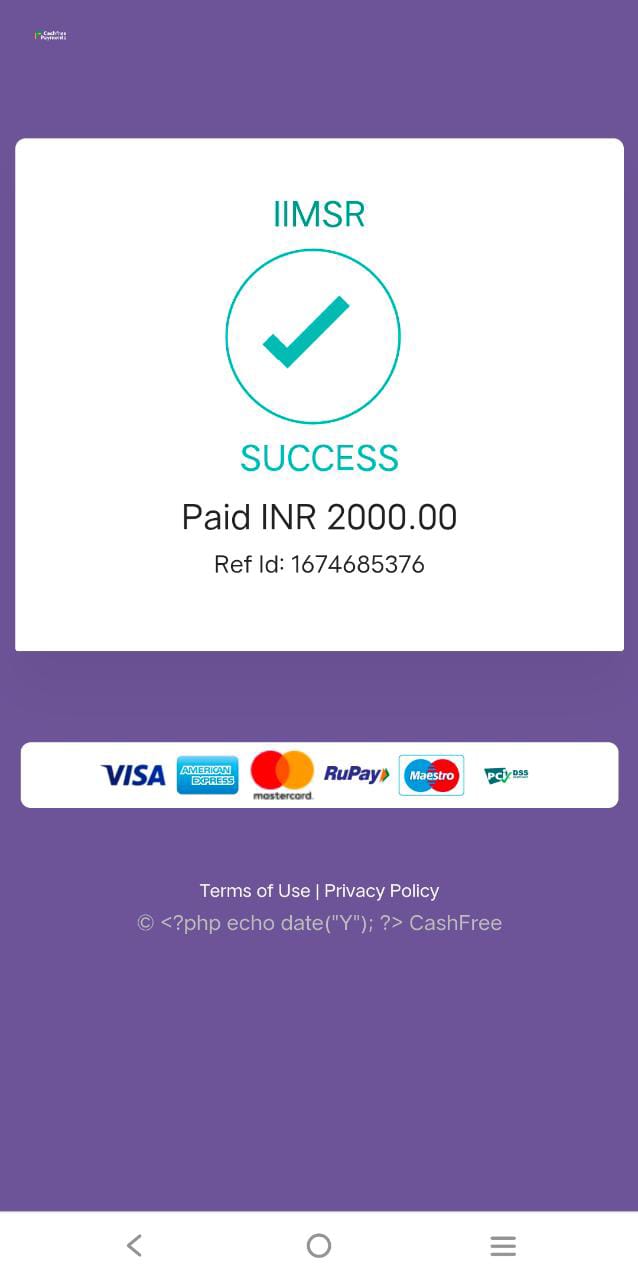 Cashfree
Payments
IIMSR
SUCCESS
Paid INR 2000.00
Ref Id: 1674685376
VISA
AMERICAN
EXPRESS
mastercard.
RuPay
Maestro
PCI DSS
Terms of Use | Privacy Policy
© <?php echo date("Y"); ?> CashFree